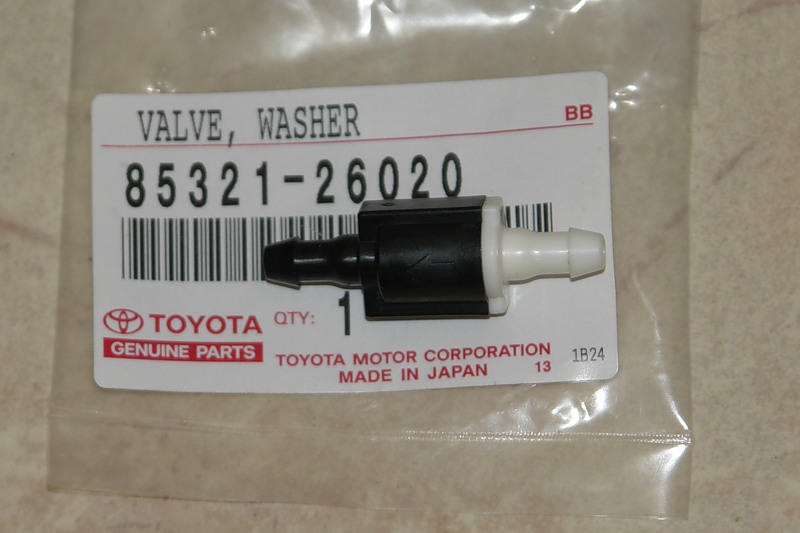 VALVE, WASHER BB
85321-26020
TOYOTA QTY: 1
GENUINE PARTS
TOYOTA MOTOR CORPORATION 1B24
MADE IN JAPAN 13